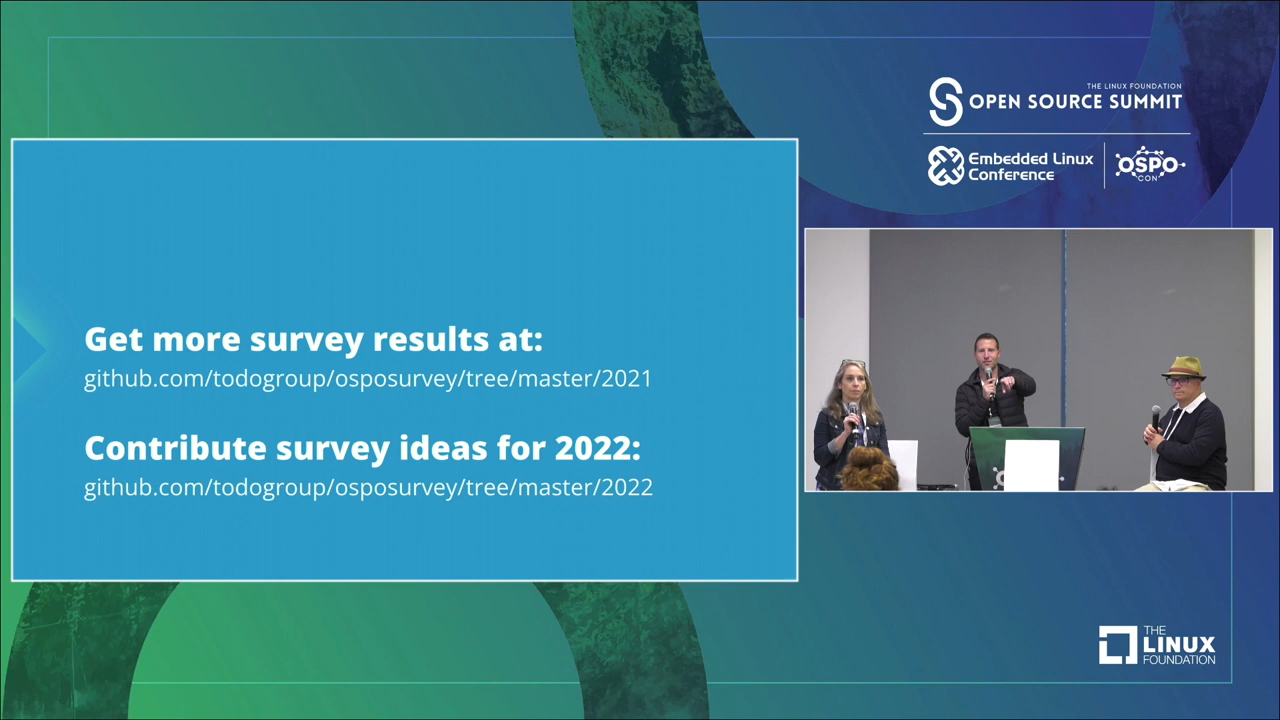 THE LINUX FOUNDATION
OPEN SOURCE SUMMIT
Embedded Linux
Conference
OSPO
CON
Get more survey results at:
github.com/todogroup/osposurvey/tree/master/2021
Contribute survey ideas for 2022:
github.com/todogroup/osposurvey/tree/master/2022
THE
LINUX
FOUNDATION